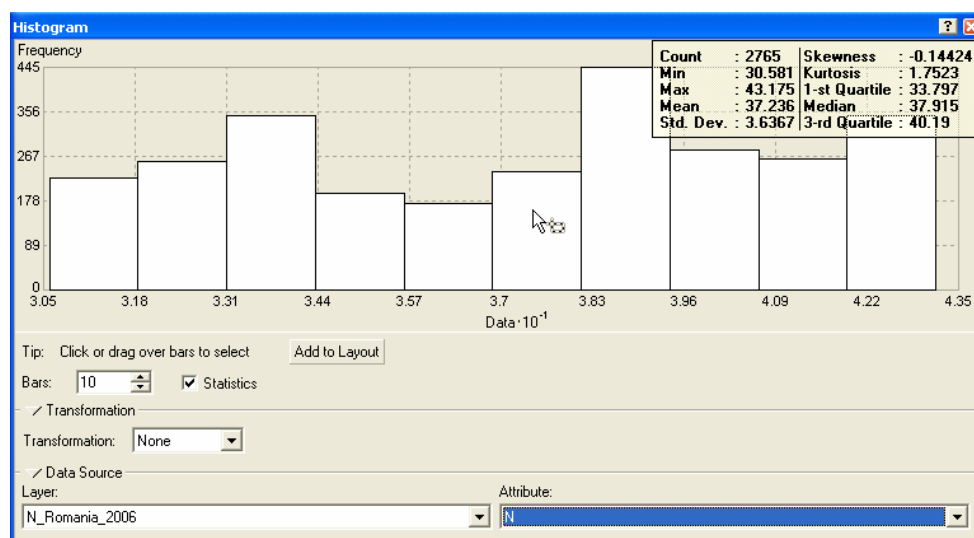 Histogram
Frequency
Count : 2765 Skewness : -0.14424
Min : 30.581 Kurtosis : 1.7523
Max : 43.175 1-st Quartile : 33.797
Mean : 37.236 Median : 37.915
Std. Dev. : 3.6367 3-rd Quartile : 40.19
445
356
267
178
89
0
3.05 3.18 3.31 3.44 3.57 3.7 3.83 3.96 4.09 4.22 4.35
Data·10⁻¹
Tip: Click or drag over bars to select Add to Layout
Bars: 10 Statistics
Transformation
Transformation: None
Data Source
Layer: Attribute:
N_Romania_2006 N